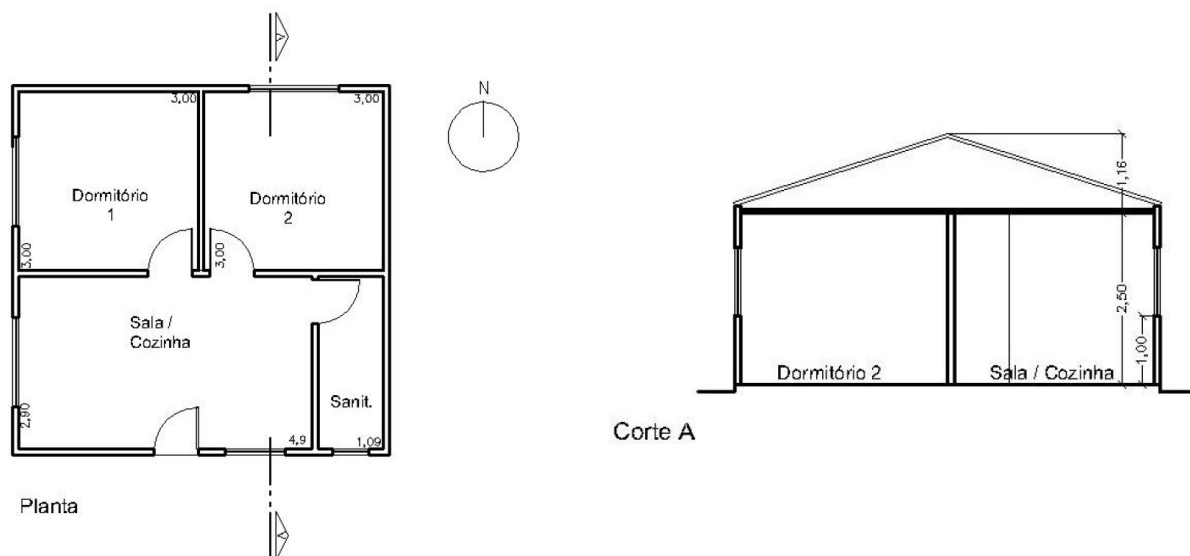 A
N
3,00
3,00
Dormitório
1
Dormitório
2
3,00
3,00
Sala /
Cozinha
Sanit.
2,90
4,9
1,09
A
Planta
1,16
2,50
1,00
Dormitório 2
Sala / Cozinha
Corte A